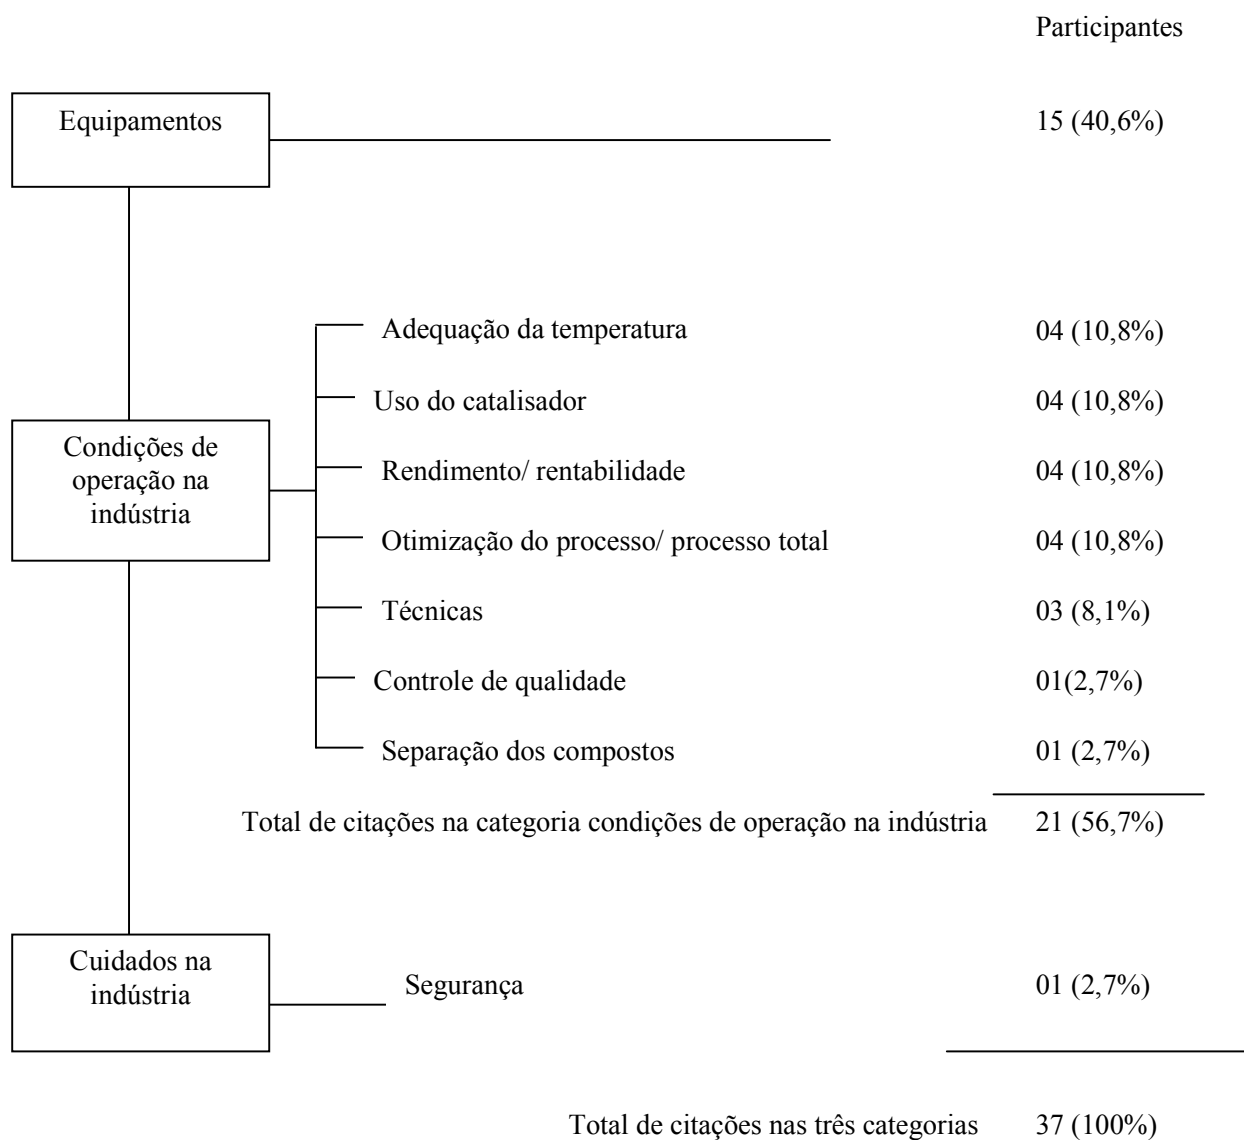 Participantes
Equipamentos 15 (40,6%)
Adequação da temperatura 04 (10,8%)
Uso do catalisador 04 (10,8%)
Condições de
operação na
indústria
Rendimento/ rentabilidade 04 (10,8%)
Otimização do processo/ processo total 04 (10,8%)
Técnicas 03 (8,1%)
Controle de qualidade 01(2,7%)
Separação dos compostos 01 (2,7%)
Total de citações na categoria condições de operação na indústria 21 (56,7%)
Cuidados na
indústria
Segurança 01 (2,7%)
Total de citações nas três categorias 37 (100%)